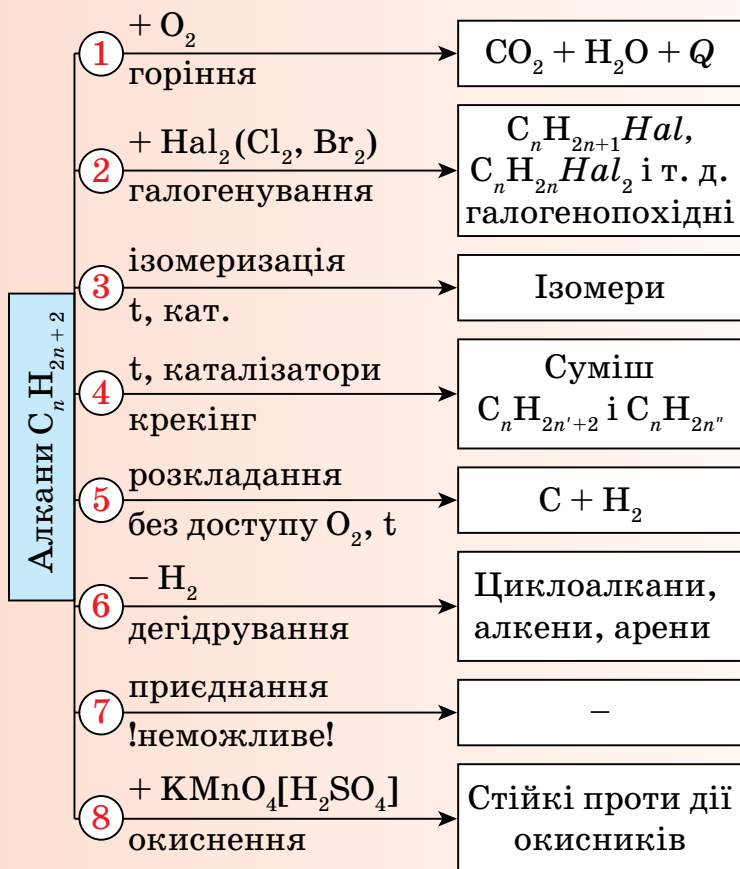 Алкани CₙH₂ₙ₊₂
1
+ O₂
горіння
CO₂ + H₂O + Q
2
+ Hal₂ (Cl₂, Br₂)
галогенування
CₙH₂ₙ₊₁Hal,
CₙH₂ₙHal₂ і т. д.
галогенопохідні
3
ізомеризація
t, кат.
Ізомери
4
t, каталізатори
крекінг
Суміш
CₙH₂ₙ'₊₂ і CₙH₂ₙ"
5
розкладання
без доступу O₂, t
C + H₂
6
– H₂
дегідрування
Циклоалкани,
алкени, арени
7
приєднання
!неможливе!
–
8
+ KMnO₄[H₂SO₄]
окиснення
Стійкі проти дії
окисників